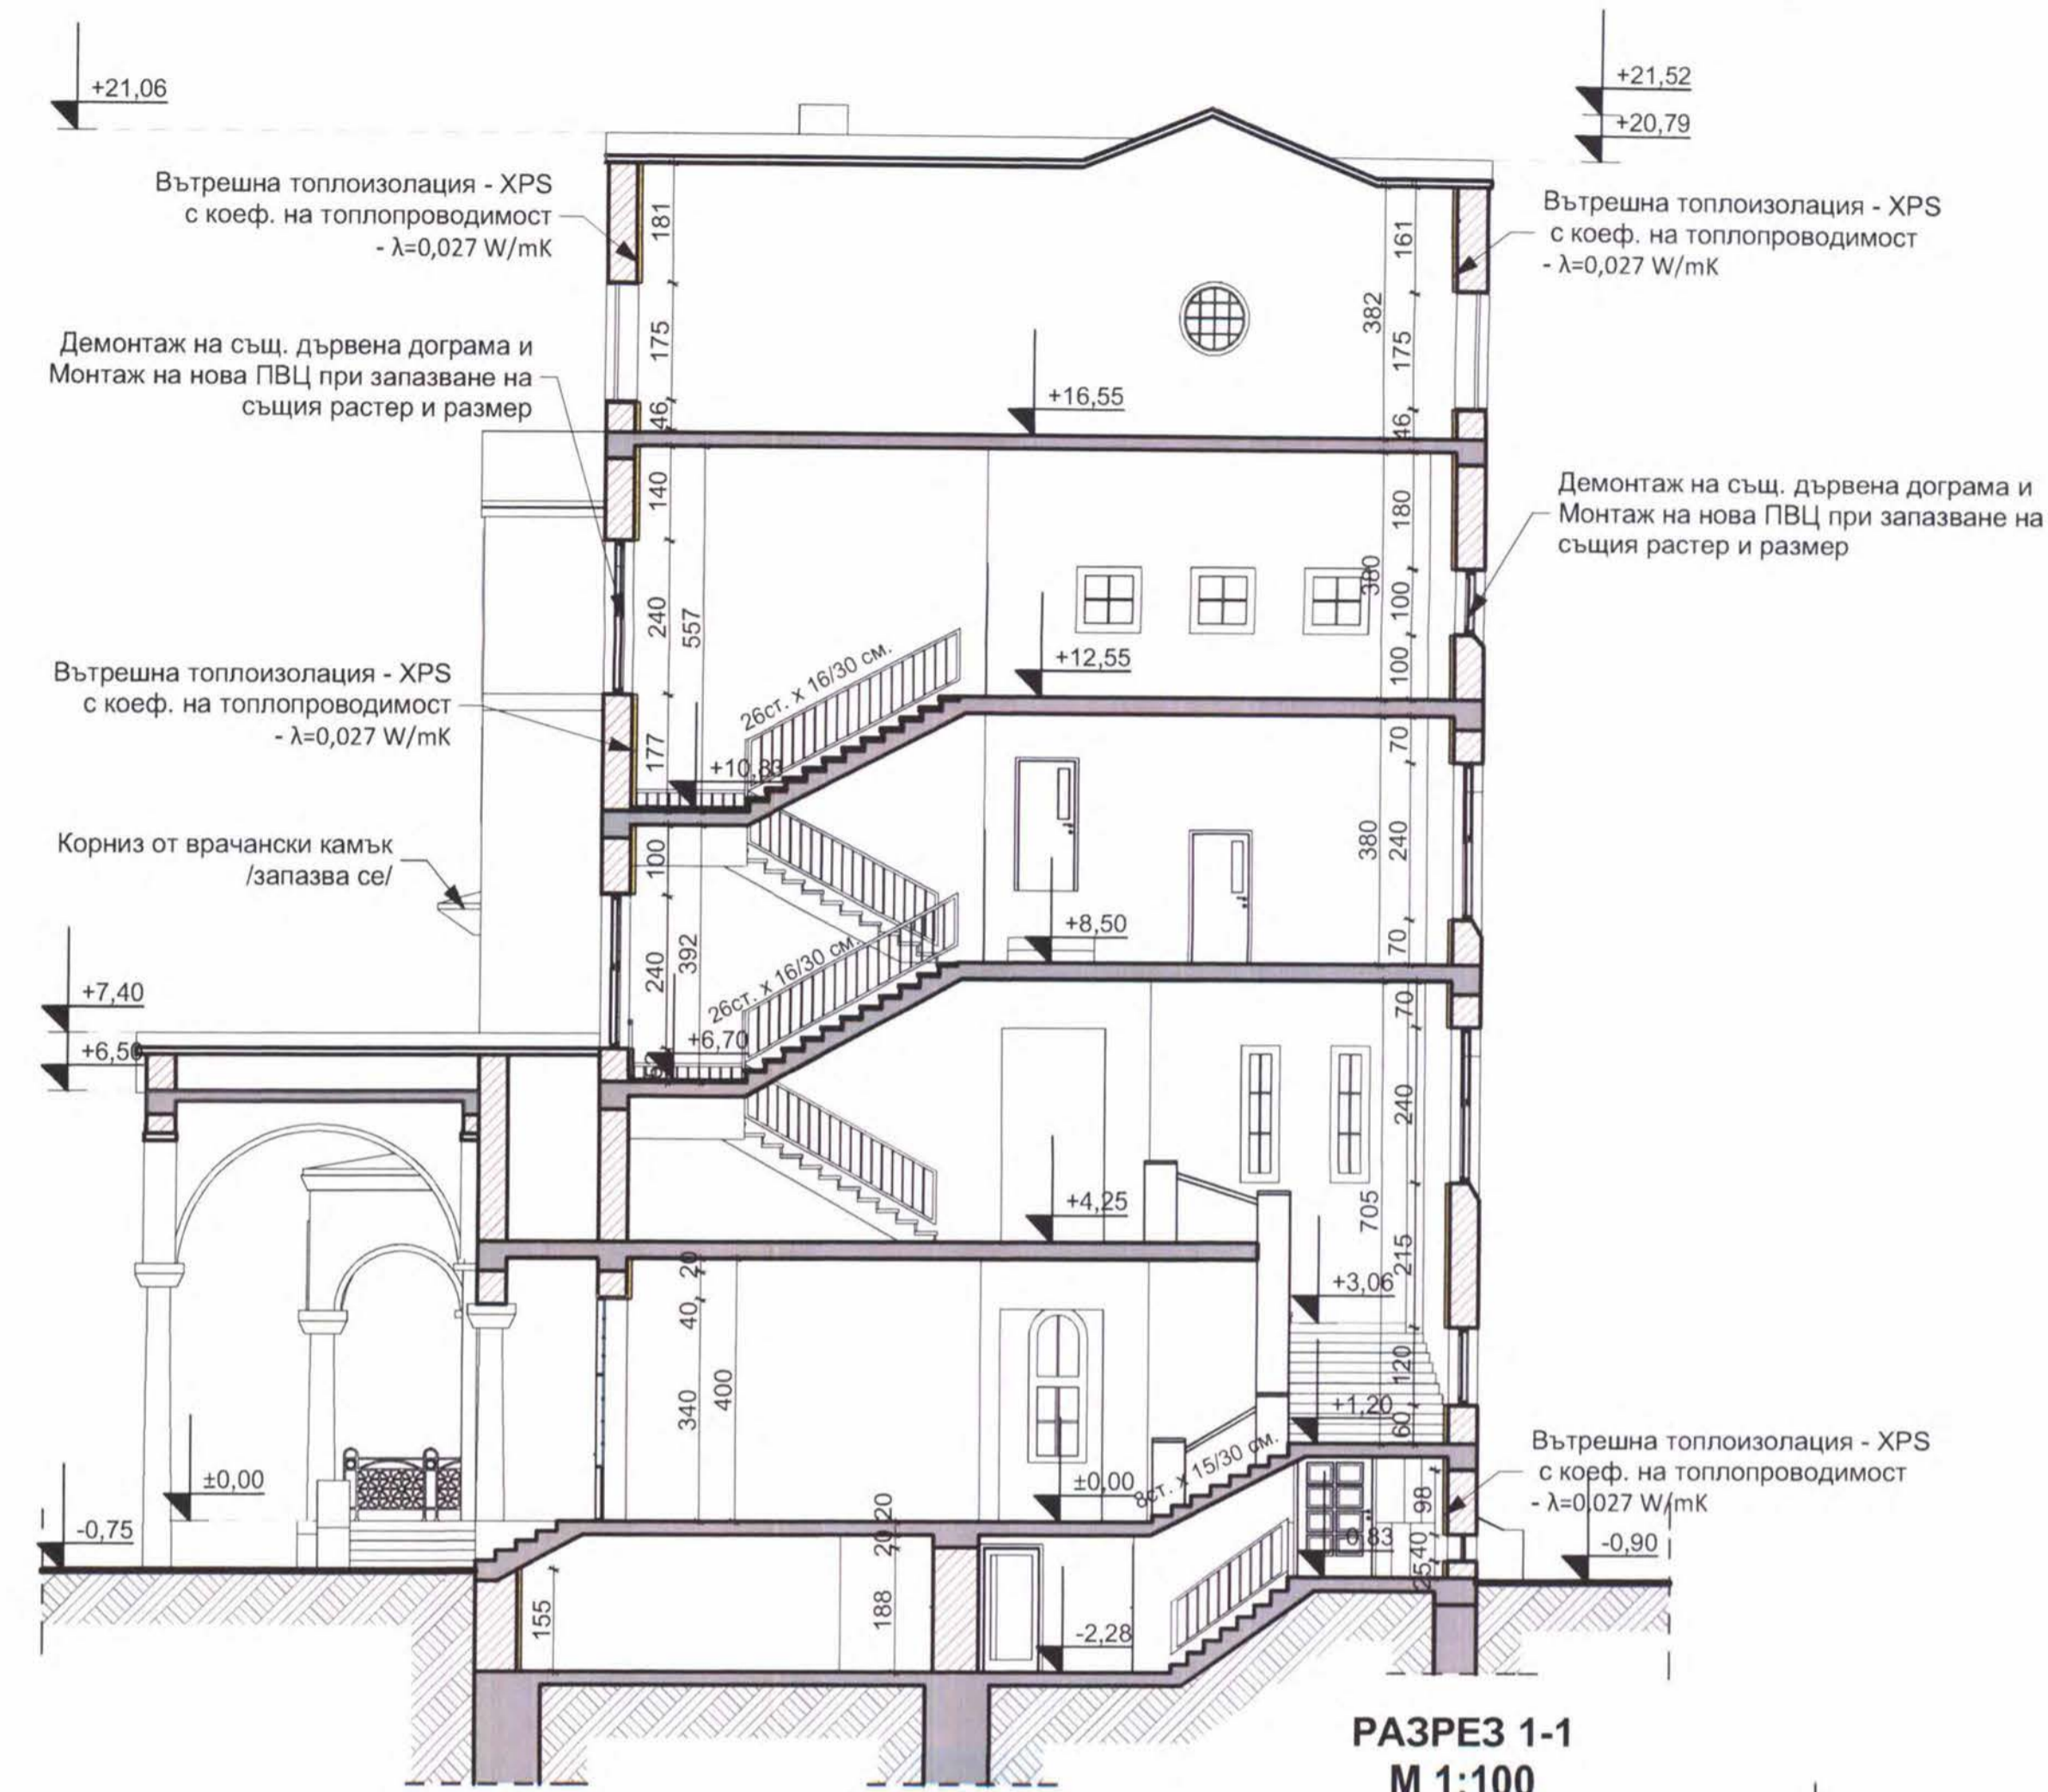 +21,06
+21,52
+20,79
Вътрешна топлоизолация - XPS
с коеф. на топлопроводимост
- λ=0,027 W/mK
Вътрешна топлоизолация - XPS
с коеф. на топлопроводимост
- λ=0,027 W/mK
181
161
382
175
175
46
46
Демонтаж на същ. дървена дограма и
Монтаж на нова ПВЦ при запазване на
същия растер и размер
+16,55
140
180
Демонтаж на същ. дървена дограма и
Монтаж на нова ПВЦ при запазване на
същия растер и размер
240
557
380
100
100
26ст. x 16/30 см.
+12,55
Вътрешна топлоизолация - XPS
с коеф. на топлопроводимост
- λ=0,027 W/mK
177
+10,83
70
100
380
240
Корниз от врачански камък
/запазва се/
240
392
26ст. x 16/30 см.
+8,50
70
+7,40
+6,50
+6,70
70
240
+4,25
705
215
20
40
+3,06
340
400
120
+1,20
60
8ст. x 15/30 см.
±0,00
±0,00
Вътрешна топлоизолация - XPS
с коеф. на топлопроводимост
- λ=0,027 W/mK
-0,75
20
20
98
-0,83
40
25
-0,90
155
188
-2,28
РАЗРЕЗ 1-1
М 1:100